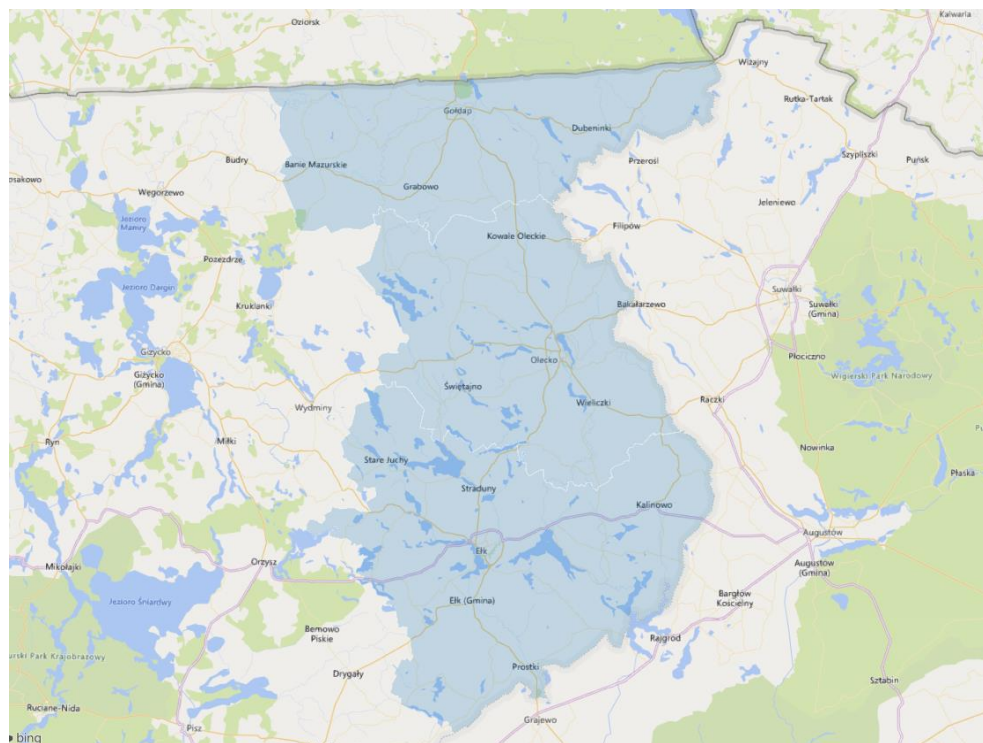 Oziorsk
Kalwaria
Wiżajny
Rutka-Tartak
Gołdap
Dubeninki
Budry
Banie Mazurskie
Przerośl
Szypliszki
Puńsk
osakowo
Węgorzewo
Grabowo
Jeleniewo
Jezioro
Mamry
Filipów
Kowale Oleckie
Pozezdrze
Jezioro Dargin
Suwałki
Kruklanki
Bakałarzewo
Suwałki
(Gmina)
Giżycko
Olecko
Płociczno
Giżycko
(Gmina)
Świętajno
Wigierski Park Narodowy
Wydminy
Wieliczki
Raczki
Ryn
Miłki
Nowinka
Stare Juchy
Płaska
Straduny
Kalinowo
Augustów
Ełk
Mikołajki
Orzysz
Augustów
(Gmina)
Jezioro Śniardwy
Ełk (Gmina)
Bargłów
Kościelny
Bemowo
Piskie
Rajgród
urski Park Krajobrazowy
Drygały
Prostki
Sztabin
Ruciane-Nida
Grajewo
Pisz
bing